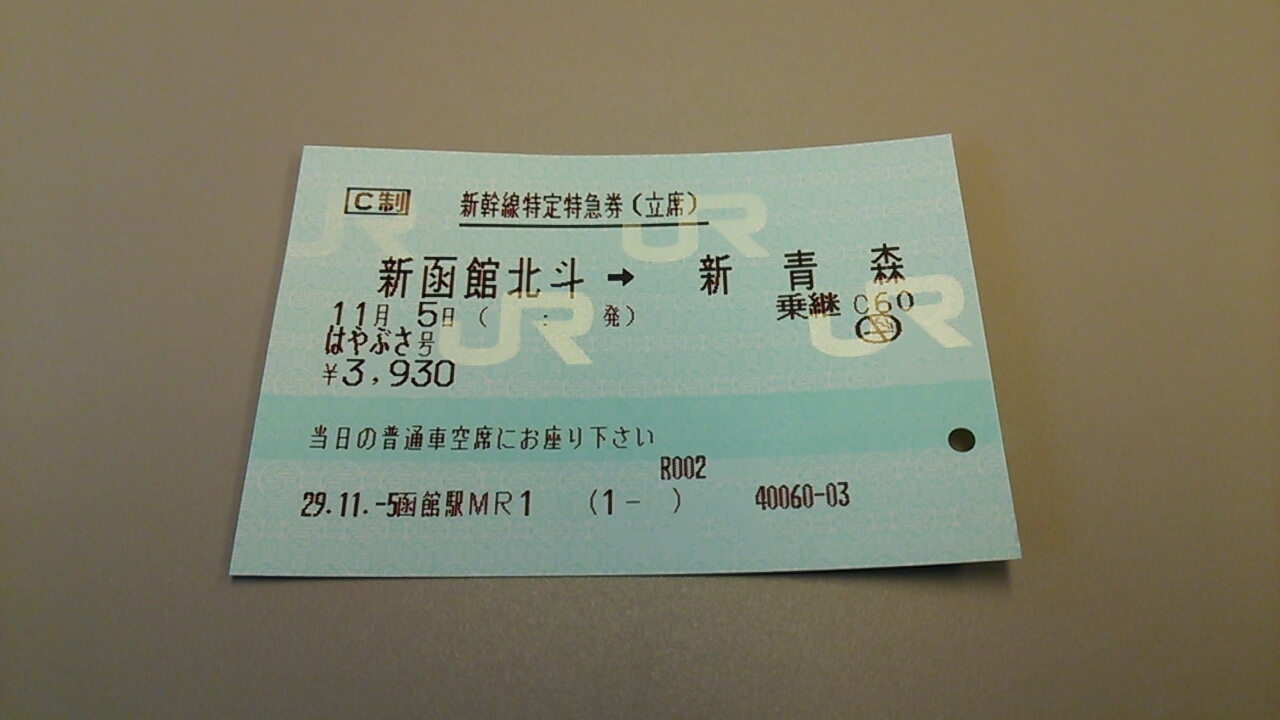 C制 新幹線特定特急券(立席)
新函館北斗 → 新青森
11月 5日 ( : 発) 乗継 C60
はやぶさ号
¥3,930
当日の普通車空席にお座り下さい
R002
29.11.-5函館駅MR1 (1- ) 40060-03